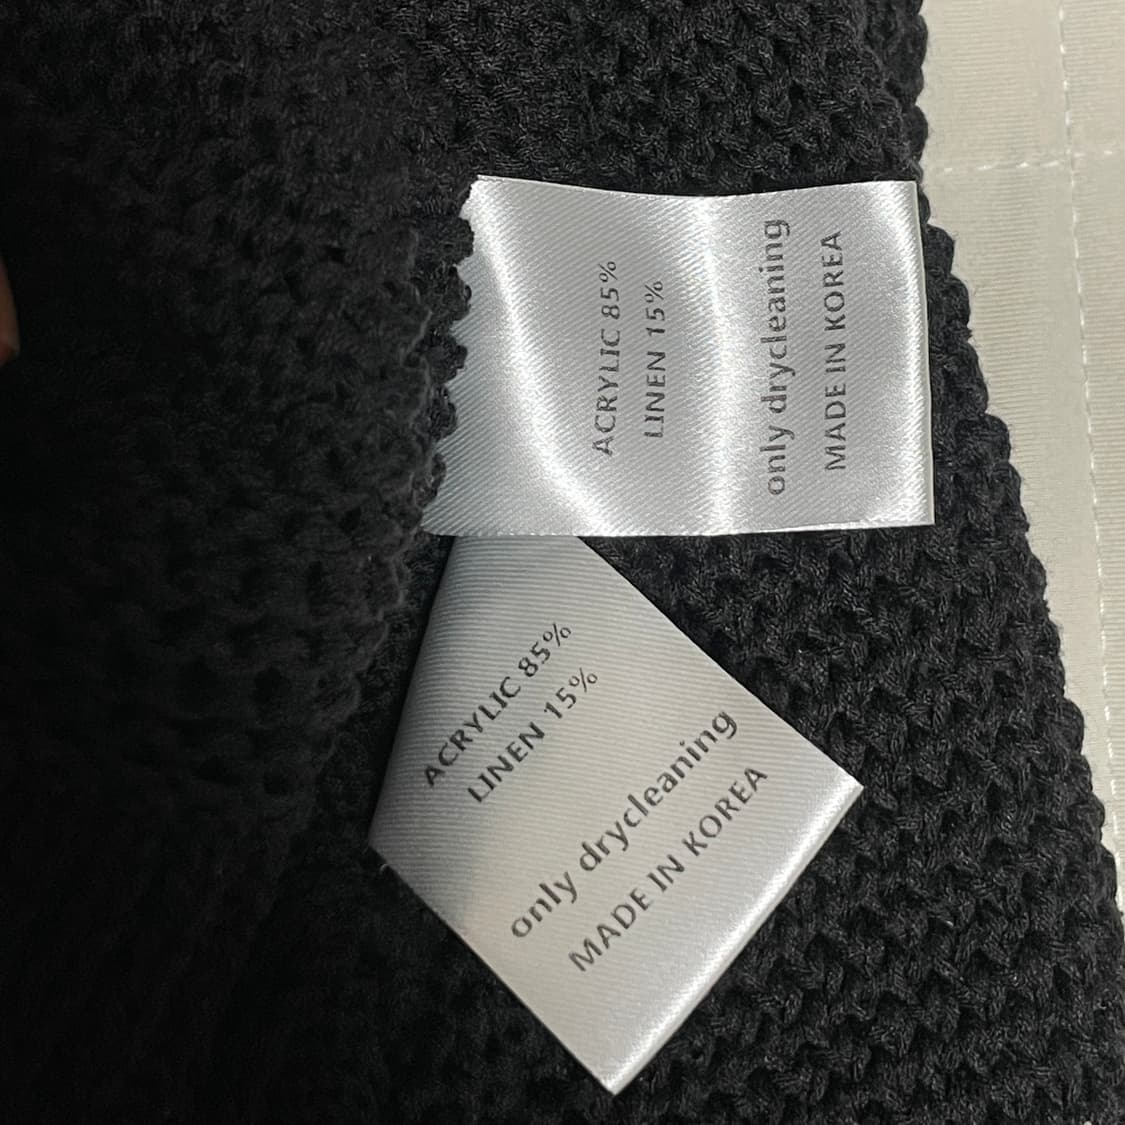 ACRYLIC 85%
LINEN 15%
only drycleaning
MADE IN KOREA
ACRYLIC 85%
LINEN 15%
only drycleaning
MADE IN KOREA